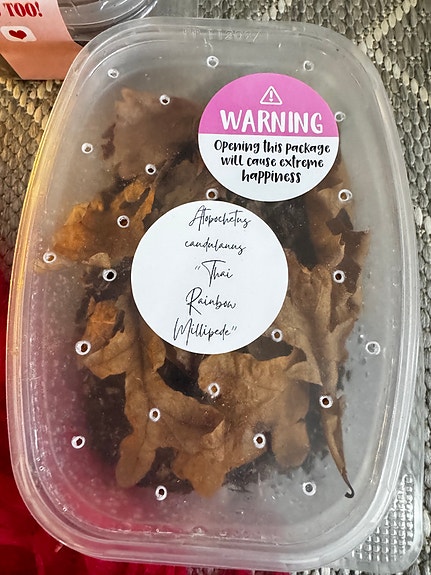 TOO!
WARNING
Opening this package
will cause extreme
happiness
Atopochetus
caudulanus
"Thai
Rainbow
Millipede"